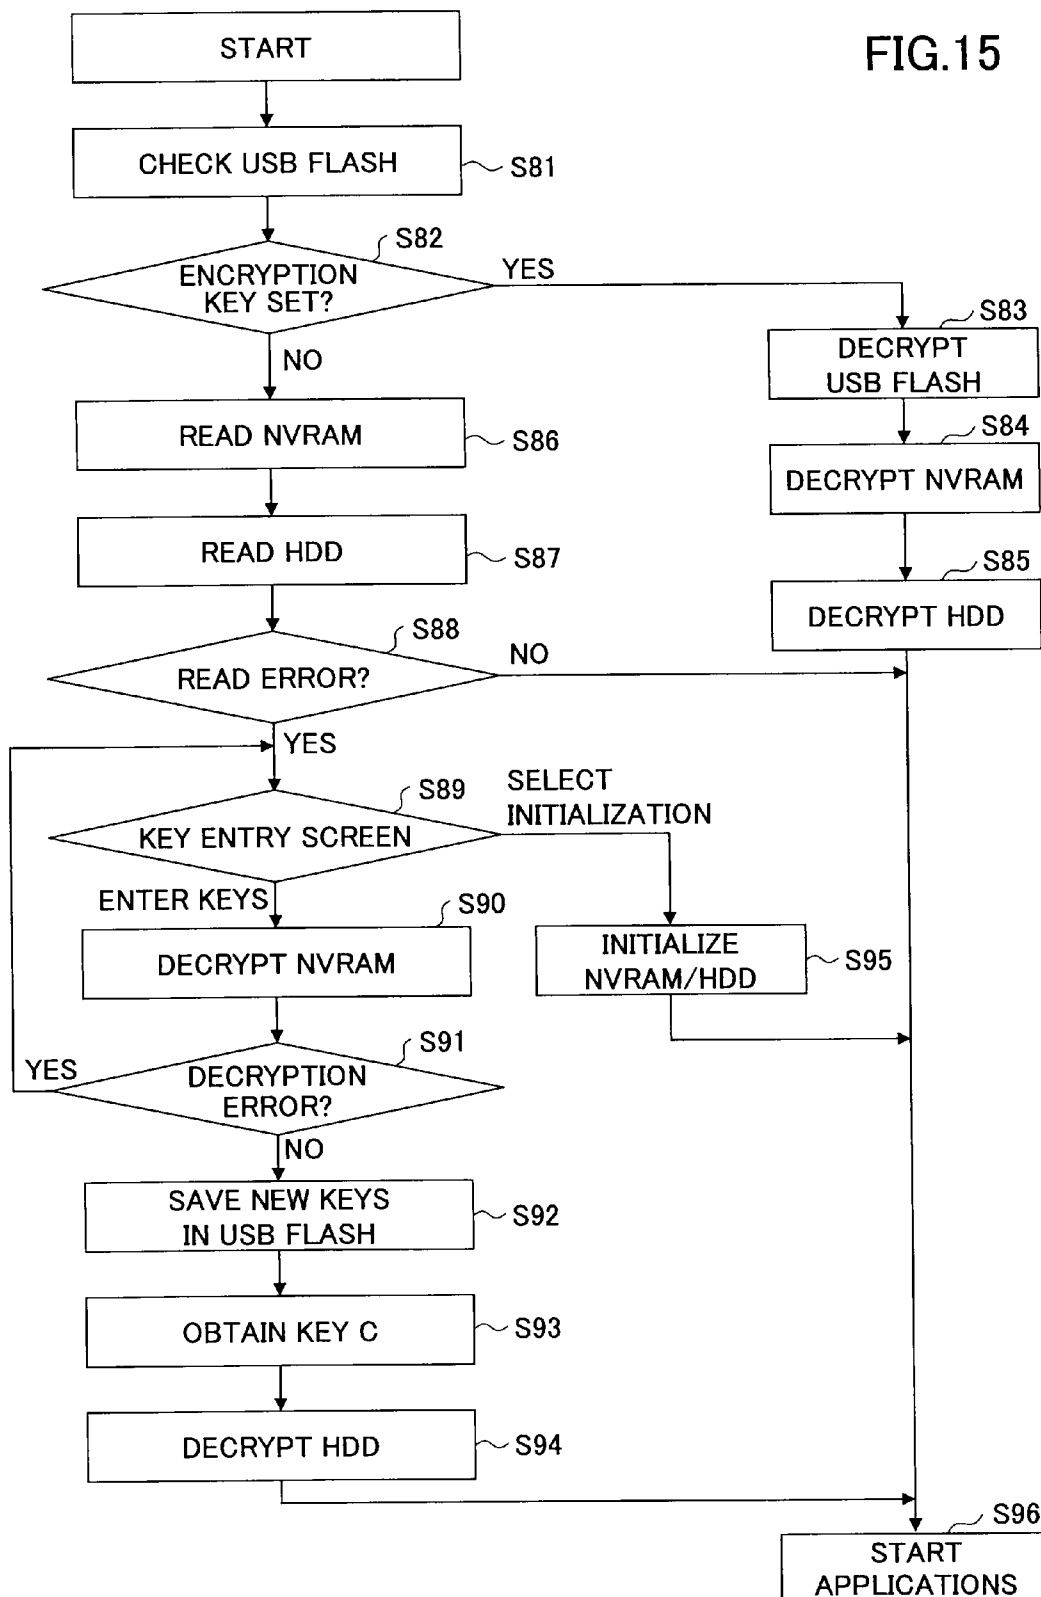 FIG.15
START
CHECK USB FLASH
S81
S82
ENCRYPTION
KEY SET?
YES
NO
S83
DECRYPT
USB FLASH
READ NVRAM
S86
S84
DECRYPT NVRAM
READ HDD
S87
S85
DECRYPT HDD
S88
READ ERROR?
NO
YES
S89
KEY ENTRY SCREEN
SELECT
INITIALIZATION
ENTER KEYS
S90
DECRYPT NVRAM
INITIALIZE
NVRAM/HDD
S95
S91
YES
DECRYPTION
ERROR?
NO
SAVE NEW KEYS
IN USB FLASH
S92
OBTAIN KEY C
S93
DECRYPT HDD
S94
S96
START
APPLICATIONS